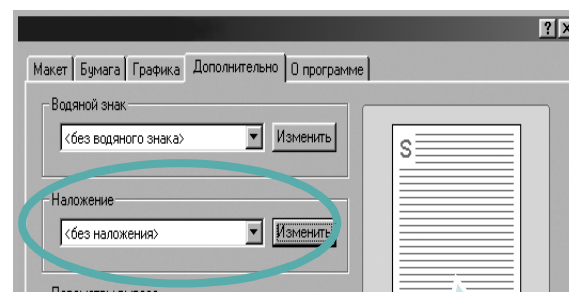 Макет Бумага Графика Дополнительно О программе
Водяной знак
<без водяного знака> Изменить
S
Наложение
<без наложения> Изменить